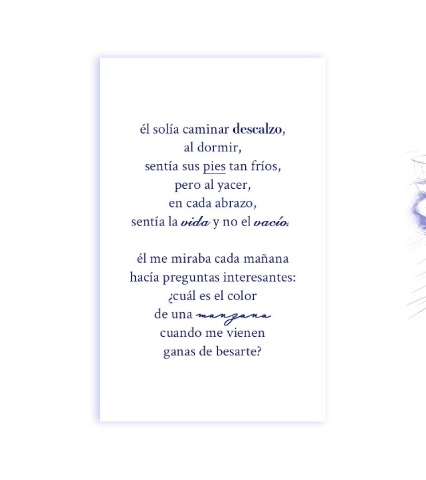 él solía caminar descalzo,
al dormir,
sentía sus pies tan fríos,
pero al yacer,
en cada abrazo,
sentía la vida y no el vacío.
él me miraba cada mañana
hacía preguntas interesantes:
¿cuál es el color
de una manzana
cuando me vienen
ganas de besarte?